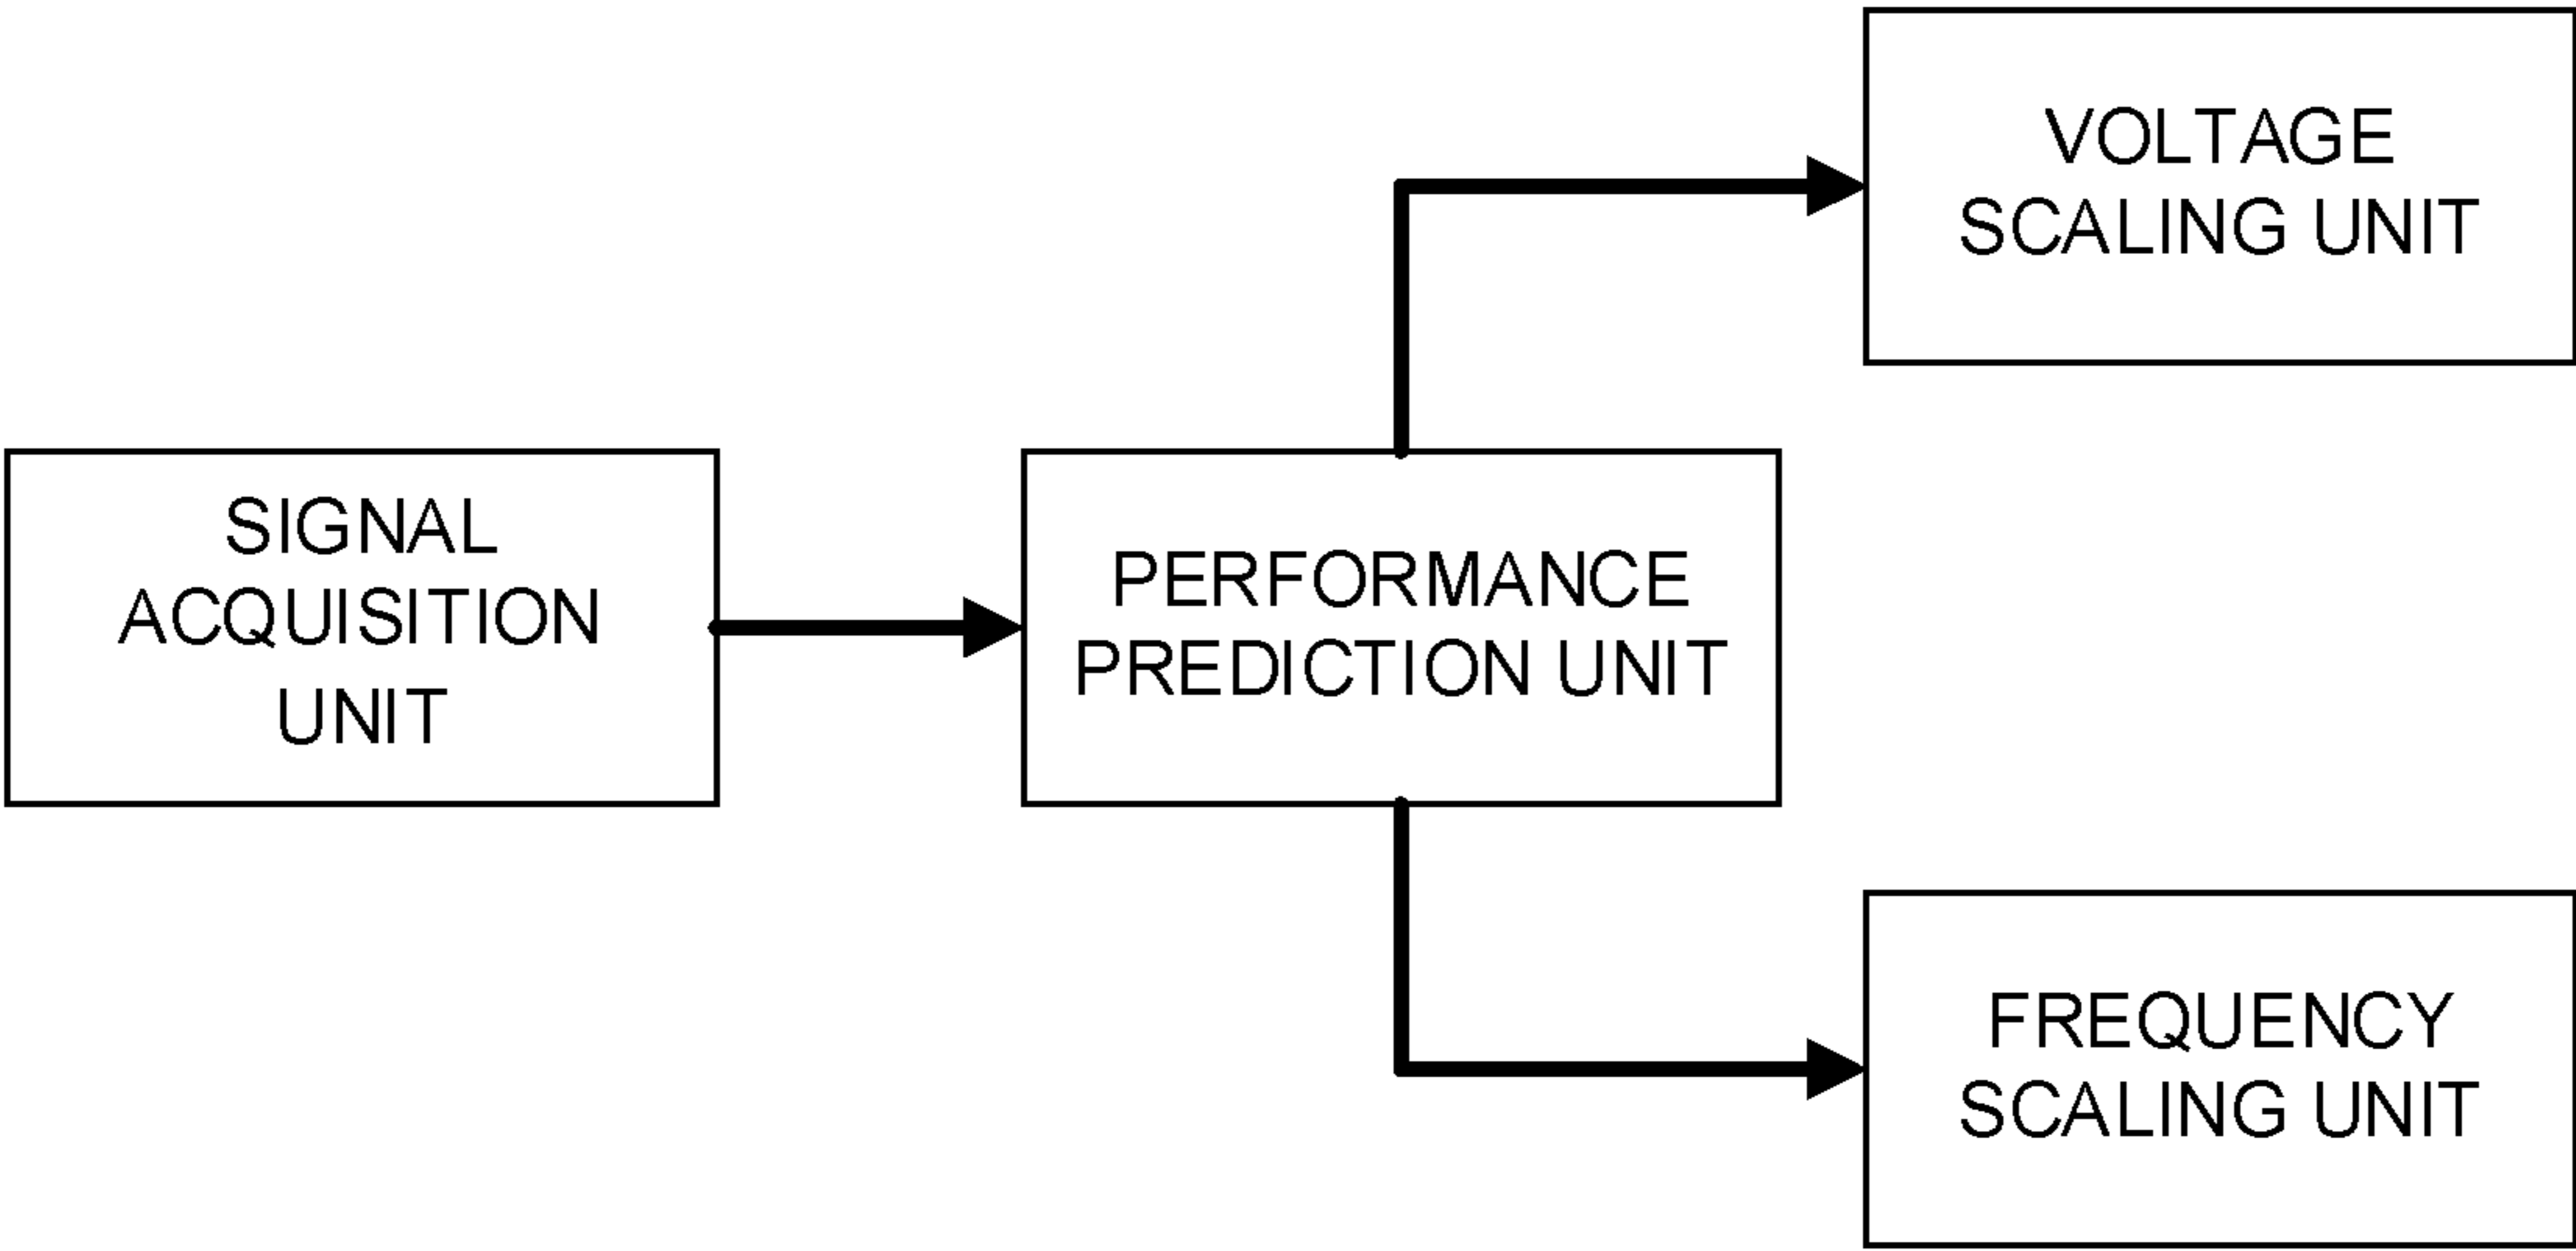 VOLTAGE
SCALING UNIT
SIGNAL
ACQUISITION
UNIT
PERFORMANCE
PREDICTION UNIT
FREQUENCY
SCALING UNIT